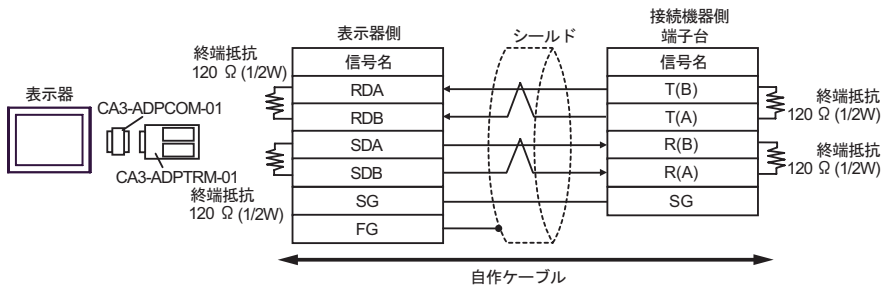 接続機器側
端子台
表示器側
シールド
終端抵抗
120 Ω (1/2W)
信号名
信号名
RDA
T(B)
表示器
CA3-ADPCOM-01
終端抵抗
120 Ω (1/2W)
RDB
T(A)
SDA
R(B)
終端抵抗
120 Ω (1/2W)
SDB
R(A)
CA3-ADPTRM-01
終端抵抗
120 Ω (1/2W)
SG
SG
FG
自作ケーブル